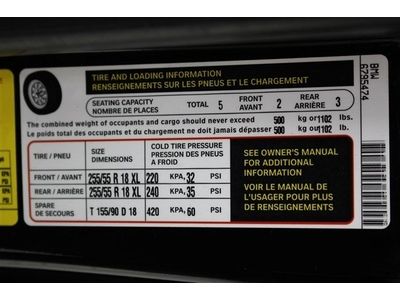 TIRE AND LOADING INFORMATION
RENSEIGNEMENTS SUR LES PNEUS ET LE CHARGEMENT
SEATING CAPACITY
NOMBRE DE PLACES
TOTAL 5
FRONT
AVANT 2
REAR
ARRIÈRE 3
The combined weight of occupants and cargo should never exceed 500 kg or 1102 lbs.
Le poids total des occupants et du chargement ne doit jamais dépasser 500 kg ou 1102 lb.
TIRE / PNEU
SIZE
DIMENSIONS
COLD TIRE PRESSURE
PRESSION DES PNEUS
A FROID
FRONT / AVANT 255/55 R 18 XL 220 KPA, 32 PSI
REAR / ARRIÈRE 255/55 R 18 XL 240 KPA, 35 PSI
SPARE
DE SECOURS T 155/90 D 18 420 KPA, 60 PSI
SEE OWNER'S MANUAL
FOR ADDITIONAL
INFORMATION
VOIR LE MANUEL DE
L'USAGER POUR PLUS
DE RENSEIGNEMENTS
BMW
6785474